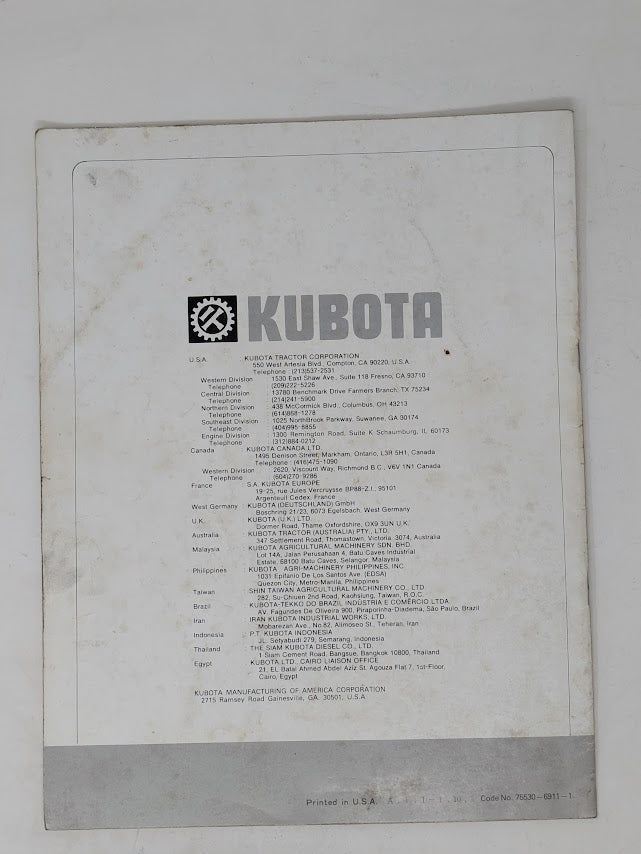 KUBOTA
U.S.A. KUBOTA TRACTOR CORPORATION
550 West Artesia Blvd., Compton, CA 90220, U.S.A.
Telephone : (213)537-2531
Western Division : 1530 East Shaw Ave., Suite 118 Fresno, CA 93710
Telephone : (209)222-5226
Central Division : 13780 Benchmark Drive Farmers Branch, TX 75234
Telephone : (214)241-5900
Northern Division : 438 McCormick Blvd., Columbus, OH 43213
Telephone : (614)868-1278
Southeast Division : 1025 NorthBrook Parkway, Suwanee, GA 30174
Telephone : (404)995-8855
Engine Division : 1300 Remington Road, Suite K Schaumburg, IL 60173
Telephone : (312)884-0212
Canada : KUBOTA CANADA LTD.
1495 Denison Street, Markham, Ontario, L3R 5H1, Canada
Telephone : (416)475-1090
Western Division : 2620, Viscount Way, Richmond B.C., V6V 1N1 Canada
Telephone : (604)270-9286
France : S.A. KUBOTA EUROPE
19-25, rue Jules Vercruysse BP88-Z.I., 95101
Argenteuil Cedex, France
West Germany : KUBOTA (DEUTSCHLAND) GmbH
Boschring 21/23, 6073 Egelsbach, West Germany
U.K. : KUBOTA (U.K.) LTD.
Dormer Road, Thame Oxfordshire, OX9 3UN U.K.
Australia : KUBOTA TRACTOR (AUSTRALIA) PTY., LTD.
347 Settlement Road, Thomastown, Victoria, 3074, Australia
Malaysia : KUBOTA AGRICULTURAL MACHINERY SDN. BHD.
Lot 14A, Jalan Perusahaan 4, Batu Caves Industrial
Estate, 68100 Batu Caves, Selangor, Malaysia
Philippines : KUBOTA AGRI-MACHINERY PHILIPPINES, INC.
1031 Epifanio De Los Santos Ave. (EDSA)
Quezon City, Metro-Manila, Philippines
Taiwan : SHIN TAIWAN AGRICULTURAL MACHINERY CO., LTD.
282, Su-Chiuen 2nd Road, Kaohsiung, Taiwan, R.O.C.
Brazil : KUBOTA-TEKKO DO BRAZIL INDÚSTRIA E COMÉRCIO LTDA.
AV. Fagundes De Oliveira 900, Piraporinha-Diadema, São Paulo, Brazil
Iran : IRAN KUBOTA INDUSTRIAL WORKS, LTD.
Mobarezan Ave., No.82, Alimoseo St., Teheran, Iran
Indonesia : P.T. KUBOTA INDONESIA
JL. Setyabudi 279, Semarang, Indonesia
Thailand : THE SIAM KUBOTA DIESEL CO., LTD.
1 Siam Cement Road, Bangsue, Bangkok 10800, Thailand
Egypt : KUBOTA LTD., CAIRO LIAISON OFFICE
21, EL Batal Ahmed Abdel Aziz St. Agouza Flat 7, 1st-Floor,
Cairo, Egypt
KUBOTA MANUFACTURING OF AMERICA CORPORATION
2715 Ramsey Road Gainesville, GA. 30501, U.S.A.
Printed in U.S.A. Code No. 75530-6911-1